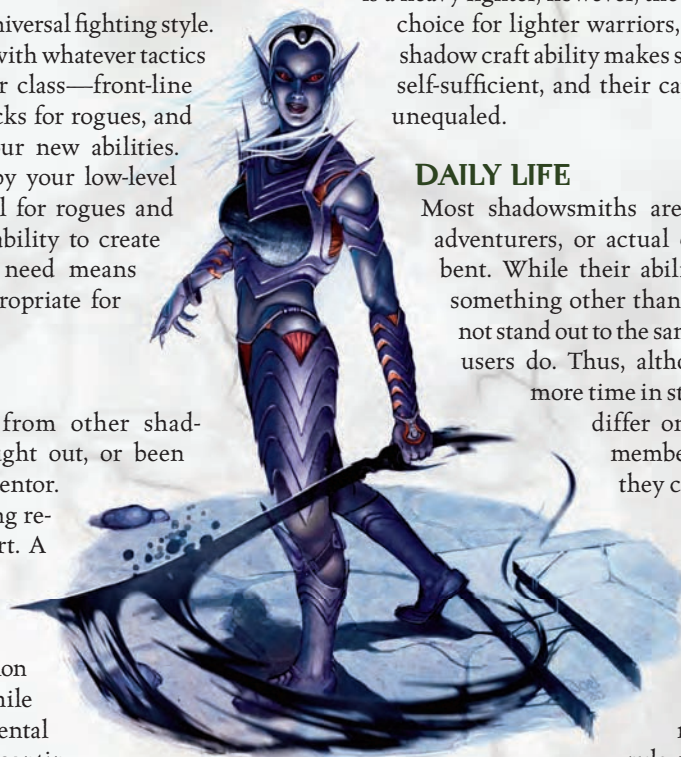 niversal fighting style.
with whatever tactics
r class—front-line
cks for rogues, and
ur new abilities.
by your low-level
l for rogues and
bility to create
need means
propriate for
from other shad-
ght out, or been
entor.
ng re-
rt. A
on
hile
ental
is a heavy fighter, however, the
choice for lighter warriors,
shadow craft ability makes s
self-sufficient, and their ca
unequaled.
DAILY LIFE
Most shadowsmiths are
adventurers, or actual
bent. While their abili
something other than
not stand out to the sar
users do. Thus, altho
more time in st
differ on
membe
they c